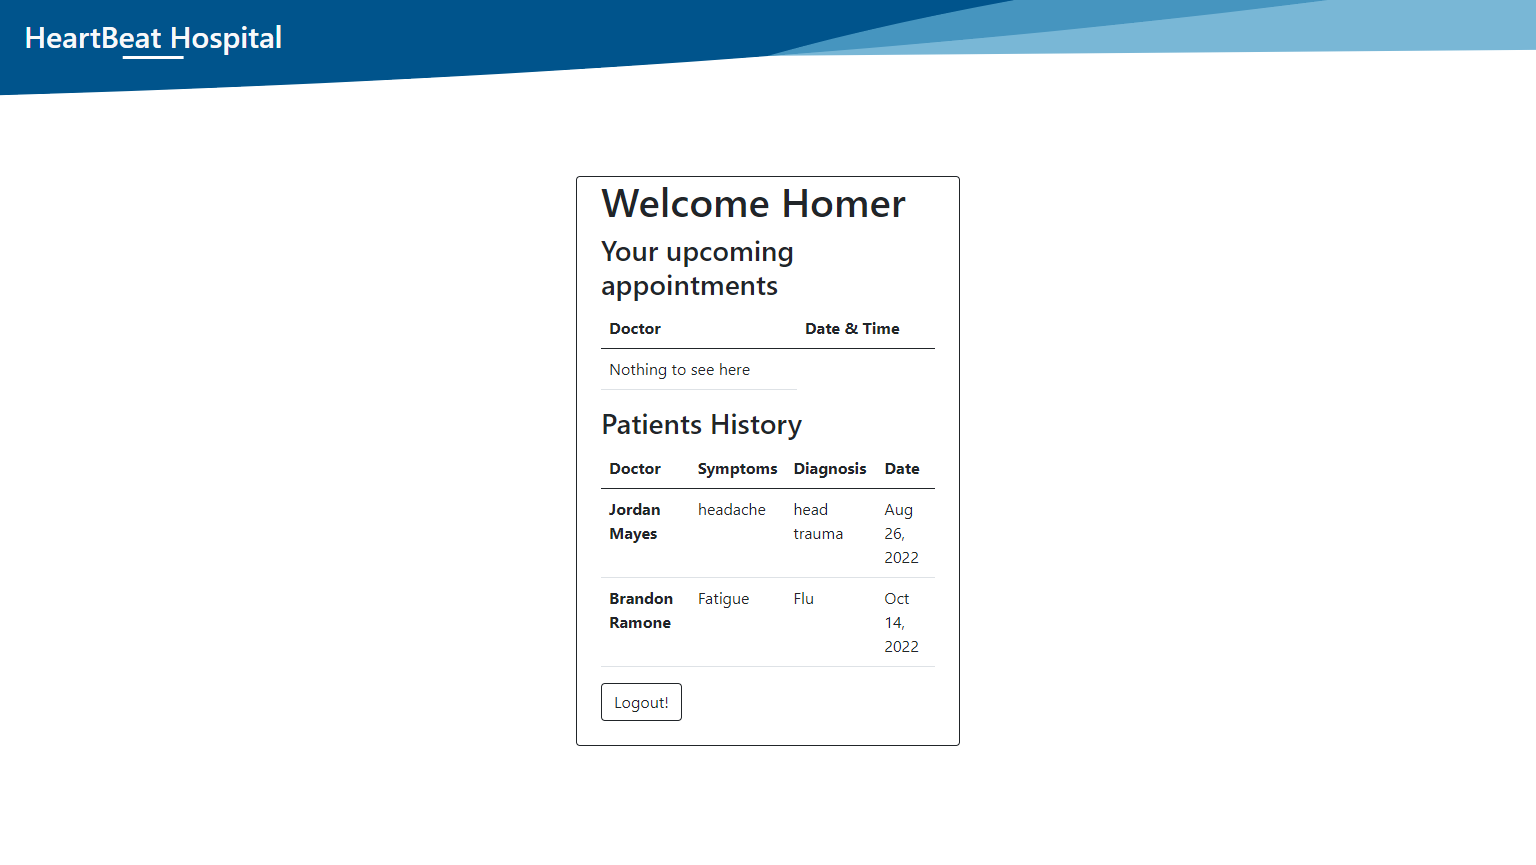 HeartBeat Hospital
Welcome Homer
Your upcoming
appointments
Doctor Date & Time
Nothing to see here
Patients History
Doctor Symptoms Diagnosis Date
Jordan headache head Aug
Mayes trauma 26,
2022
Brandon Fatigue Flu Oct
Ramone 14,
2022
Logout!